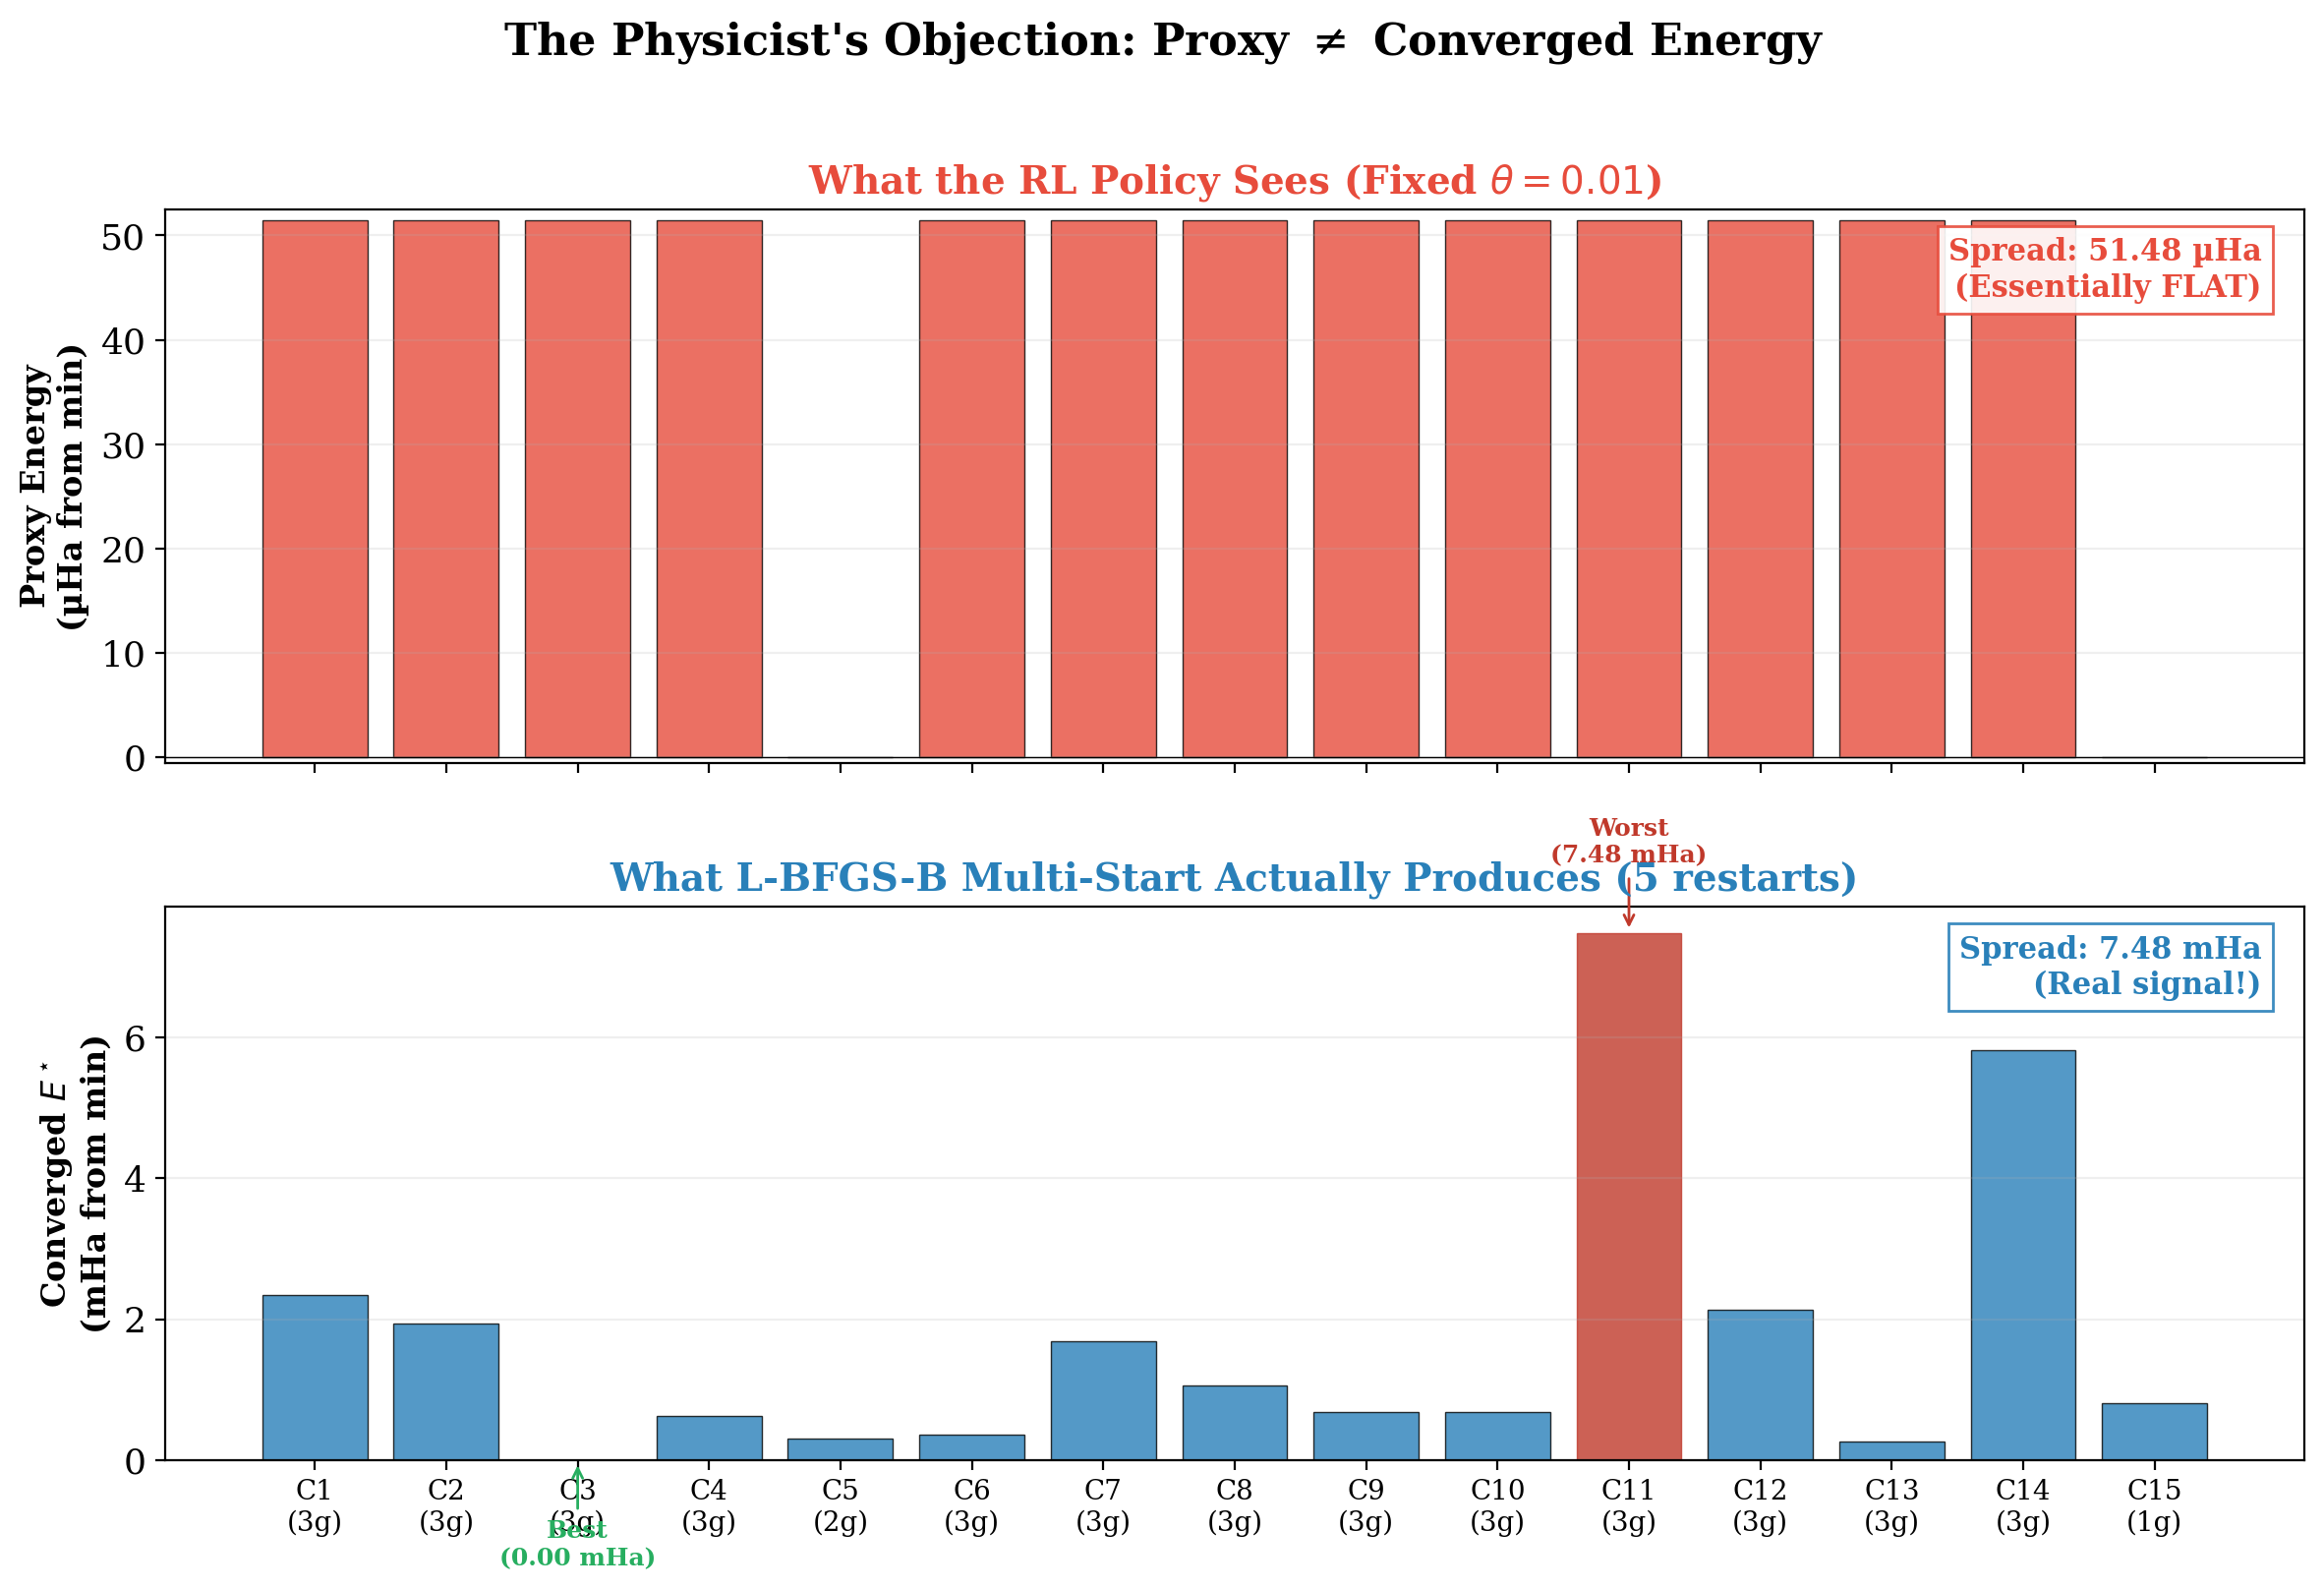 The Physicist's Objection: Proxy ≠ Converged Energy
What the RL Policy Sees (Fixed θ = 0.01)
Proxy Energy
(μHa from min)
50
40
30
20
10
0
Spread: 51.48 μHa
(Essentially FLAT)
Worst
(7.48 mHa)
What L-BFGS-B Multi-Start Actually Produces (5 restarts)
Converged E⋆
(mHa from min)
6
4
2
0
Spread: 7.48 mHa
(Real signal!)
C1 C2 C3 C4 C5 C6 C7 C8 C9 C10 C11 C12 C13 C14 C15
(3g) (3g) (3g) (3g) (2g) (3g) (3g) (3g) (3g) (3g) (3g) (3g) (3g) (3g) (1g)
Best
(0.00 mHa)